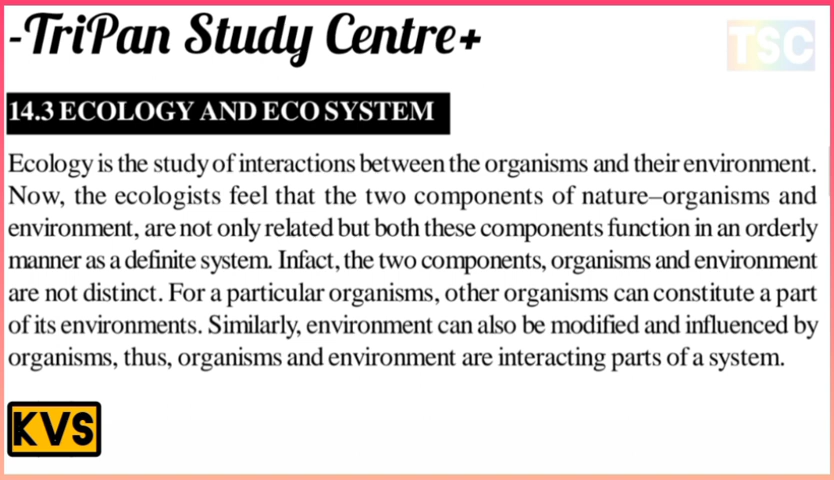 -TriPan Study Centre+
TSC
14.3 ECOLOGY AND ECO SYSTEM
Ecology is the study of interactions between the organisms and their environment.
Now, the ecologists feel that the two components of nature–organisms and
environment, are not only related but both these components function in an orderly
manner as a definite system. Infact, the two components, organisms and environment
are not distinct. For a particular organisms, other organisms can constitute a part
of its environments. Similarly, environment can also be modified and influenced by
organisms, thus, organisms and environment are interacting parts of a system.
KVS